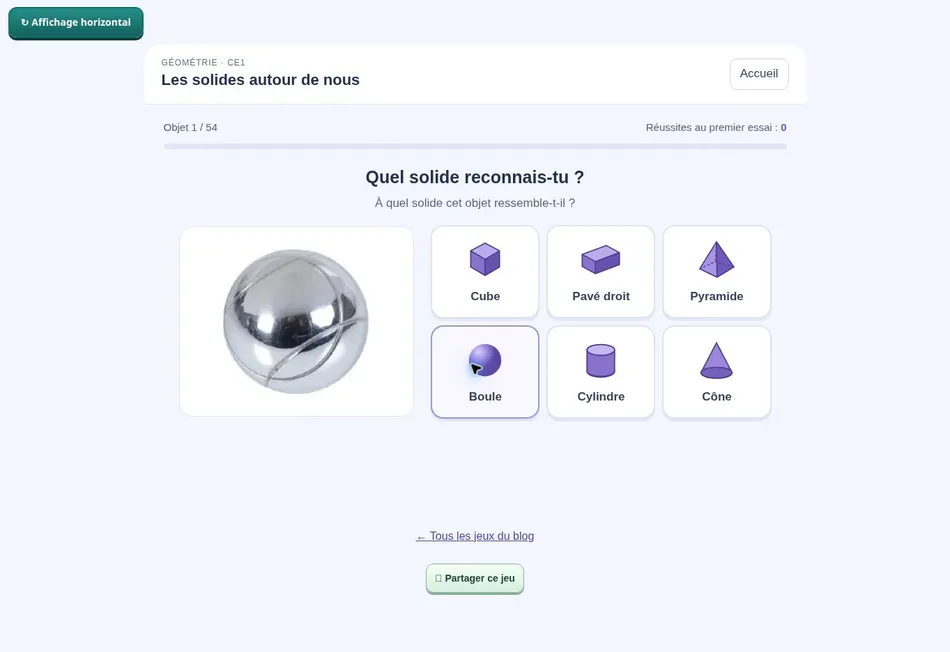 ↻ Affichage horizontal
GÉOMÉTRIE · CE1
Les solides autour de nous
Accueil
Objet 1 / 54
Réussites au premier essai : 0
Quel solide reconnais-tu ?
À quel solide cet objet ressemble-t-il ?
Cube
Pavé droit
Pyramide
Boule
Cylindre
Cône
← Tous les jeux du blog
Partager ce jeu